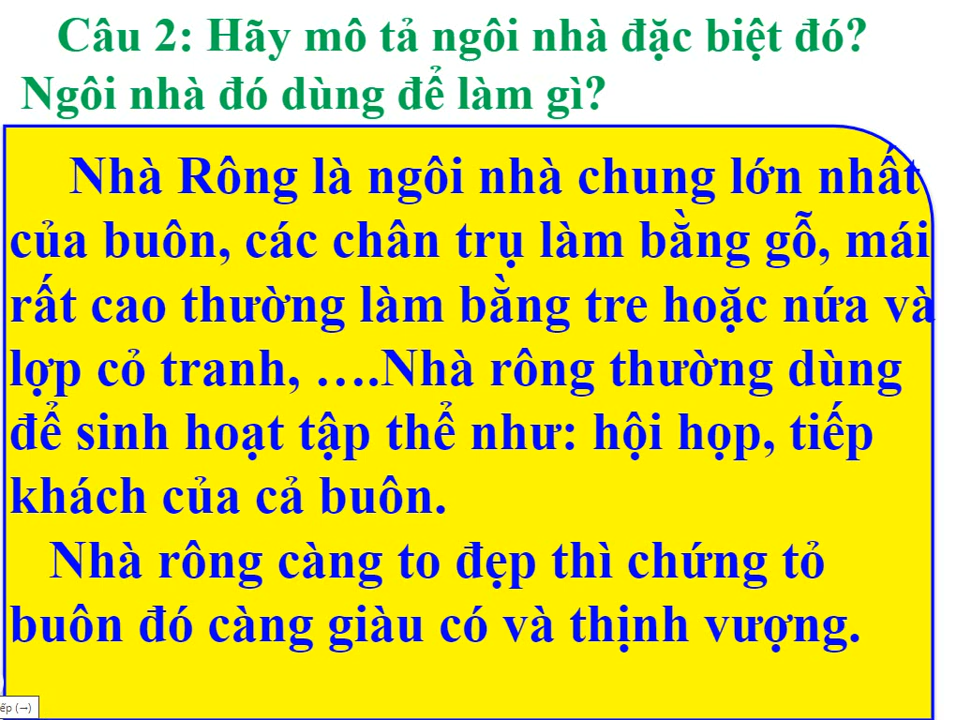 Câu 2: Hãy mô tả ngôi nhà đặc biệt đó?
Ngôi nhà đó dùng để làm gì?
Nhà Rông là ngôi nhà chung lớn nhất
của buôn, các chân trụ làm bằng gỗ, mái
rất cao thường làm bằng tre hoặc nứa và
lợp cỏ tranh, ….Nhà rông thường dùng
để sinh hoạt tập thể như: hội họp, tiếp
khách của cả buôn.
Nhà rông càng to đẹp thì chứng tỏ
buôn đó càng giàu có và thịnh vượng.
ếp (→)